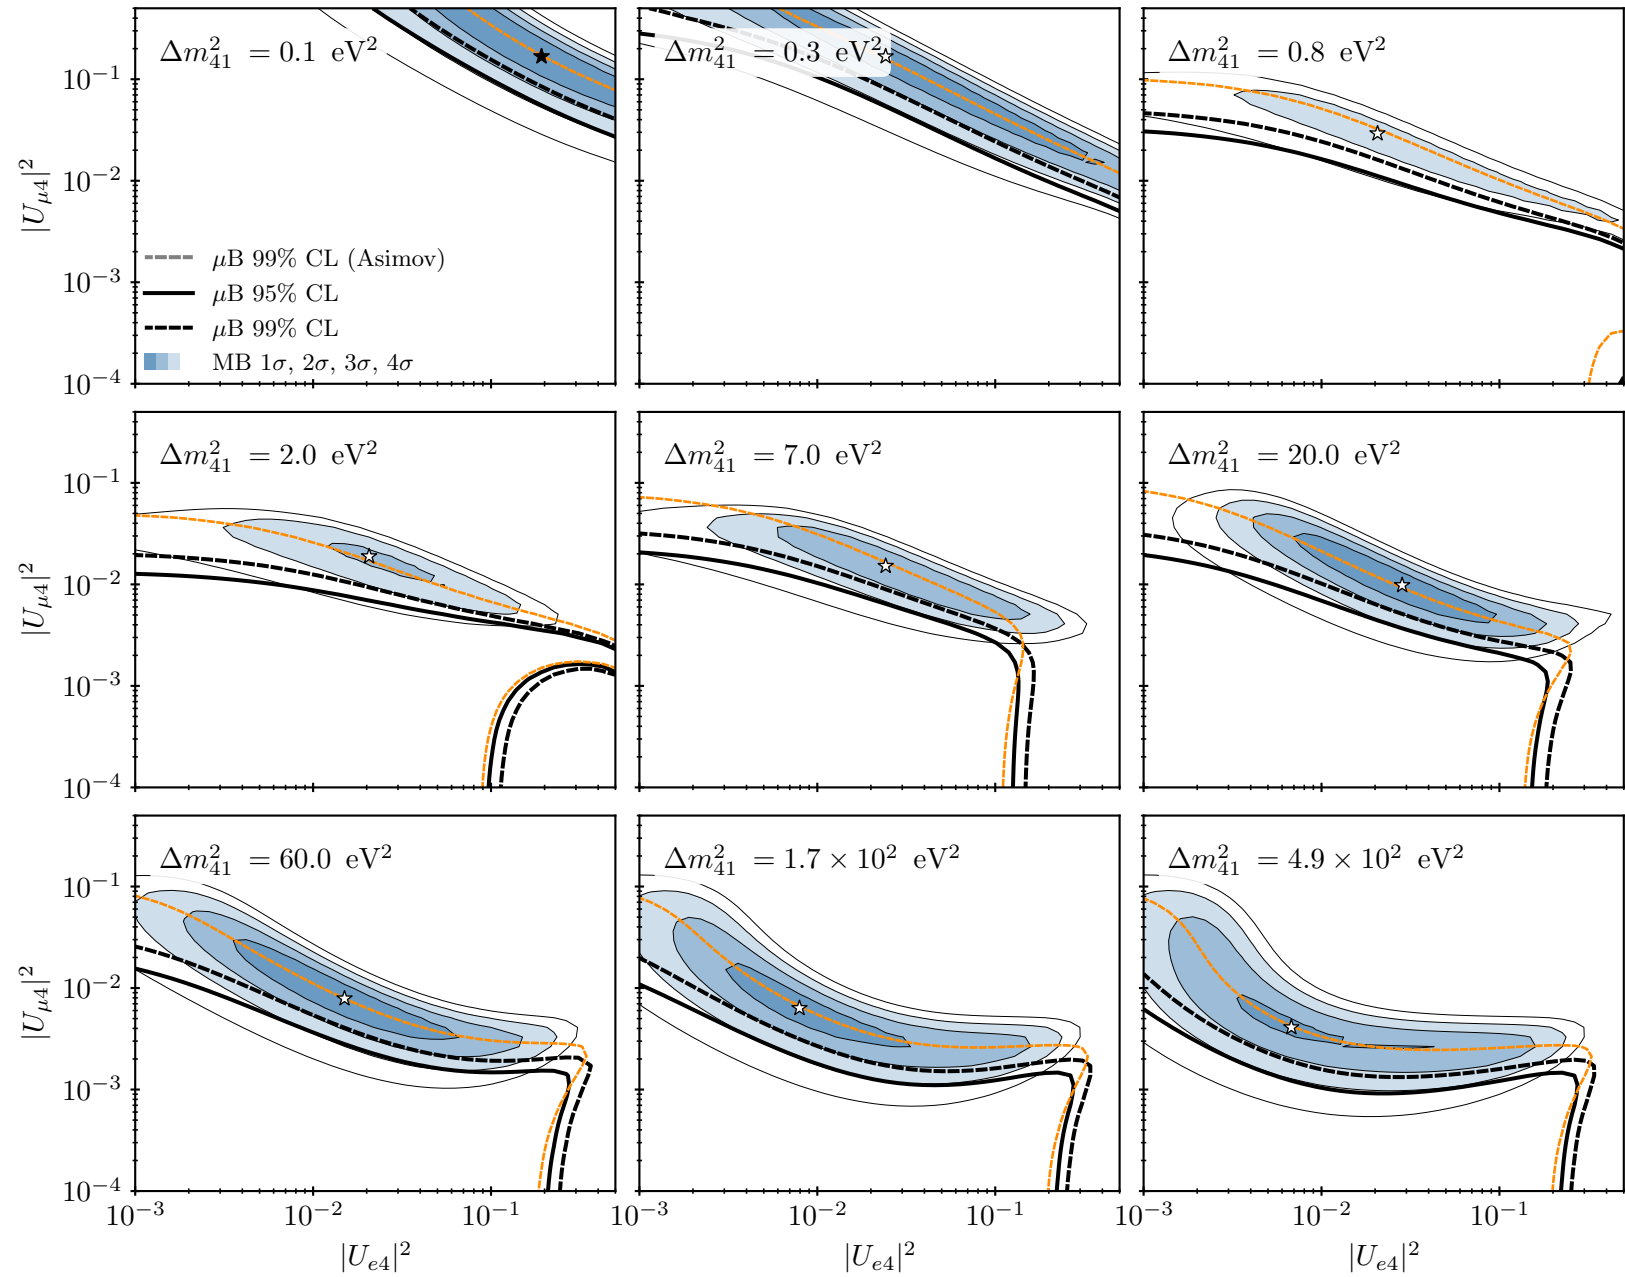 Δm²₄₁ = 0.1 eV²
Δm²₄₁ = 0.3 eV²
Δm²₄₁ = 0.8 eV²
10⁻¹
10⁻²
10⁻³
10⁻⁴
|Uμ4|²
μB 99% CL (Asimov)
μB 95% CL
μB 99% CL
MB 1σ, 2σ, 3σ, 4σ
Δm²₄₁ = 2.0 eV²
Δm²₄₁ = 7.0 eV²
Δm²₄₁ = 20.0 eV²
10⁻¹
10⁻²
10⁻³
10⁻⁴
|Uμ4|²
Δm²₄₁ = 60.0 eV²
Δm²₄₁ = 1.7 × 10² eV²
Δm²₄₁ = 4.9 × 10² eV²
10⁻¹
10⁻²
10⁻³
10⁻⁴
|Uμ4|²
10⁻³ 10⁻² 10⁻¹
10⁻³ 10⁻² 10⁻¹
10⁻³ 10⁻² 10⁻¹
|Ue4|²
|Ue4|²
|Ue4|²